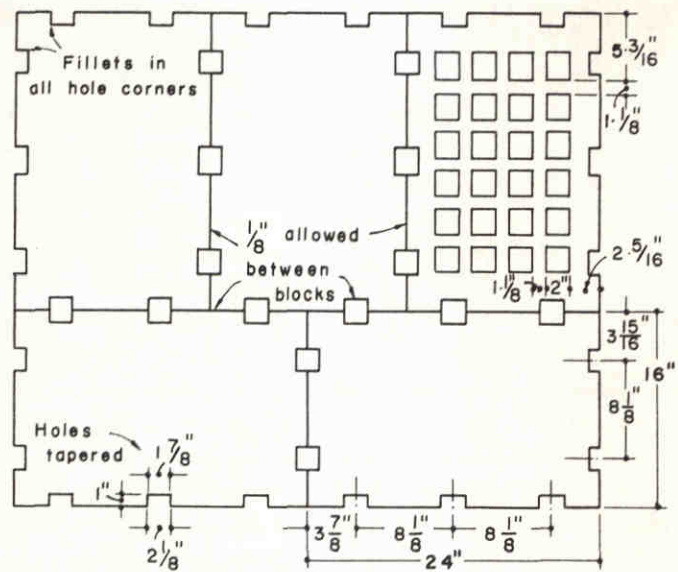 Fillets in
all hole corners
5-3/16
1-1/8"
1/8" allowed
between
blocks
2-5/16"
1-1/8"
2"
3 15/16"
16"
8 1/8"
Holes
tapered
1 7/8"
1"
2 1/8"
3 7/8"
8 1/8"
8 1/8"
24"